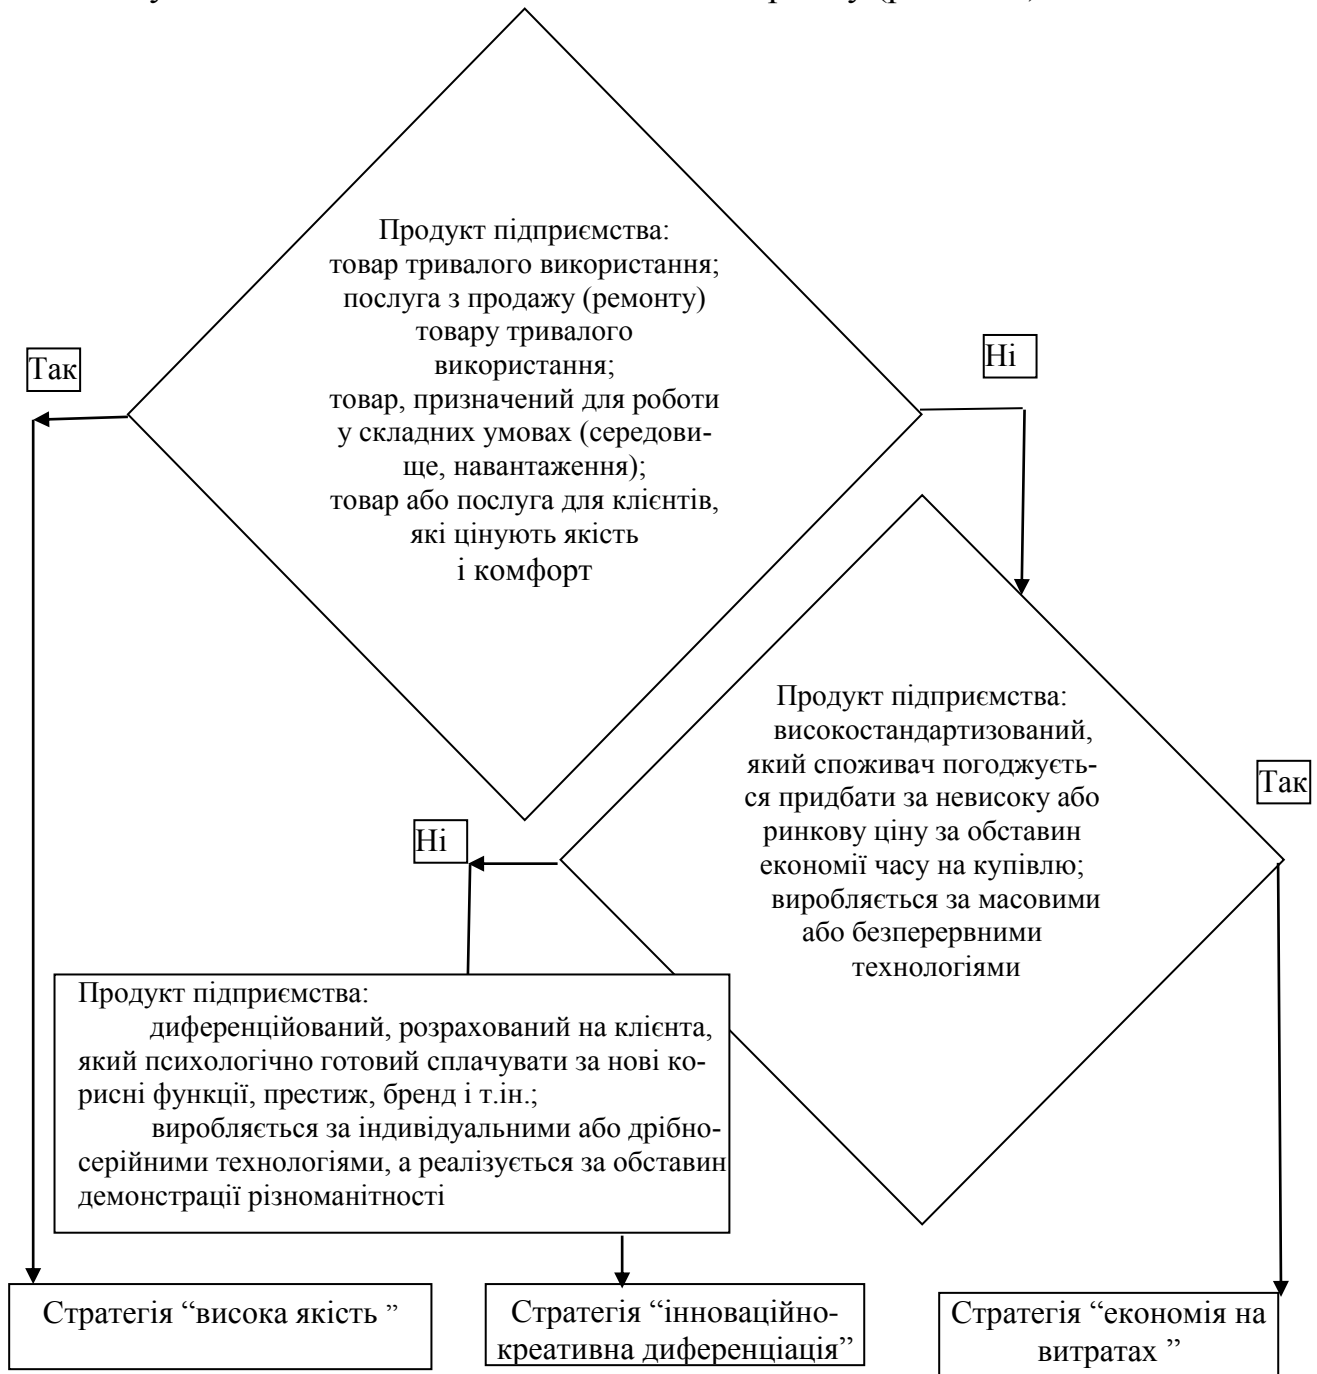 Продукт підприємства:
товар тривалого використання;
послуга з продажу (ремонту)
товару тривалого
використання;
товар, призначений для роботи
у складних умовах (середови-
ще, навантаження);
товар або послуга для клієнтів,
які цінують якість
і комфорт
Так
Ні
Продукт підприємства:
високостандартизований,
який споживач погоджуєть-
ся придбати за невисоку або
ринкову ціну за обставин
економії часу на купівлю;
виробляється за масовими
або безперервними
технологіями
Так
Ні
Продукт підприємства:
диференційований, розрахований на клієнта,
який психологічно готовий сплачувати за нові ко-
рисні функції, престиж, бренд і т.ін.;
виробляється за індивідуальними або дрібно-
серійними технологіями, а реалізується за обставин
демонстрації різноманітності
Стратегія “висока якість ”
Стратегія “інноваційно-
креативна диференціація”
Стратегія “економія на
витратах ”